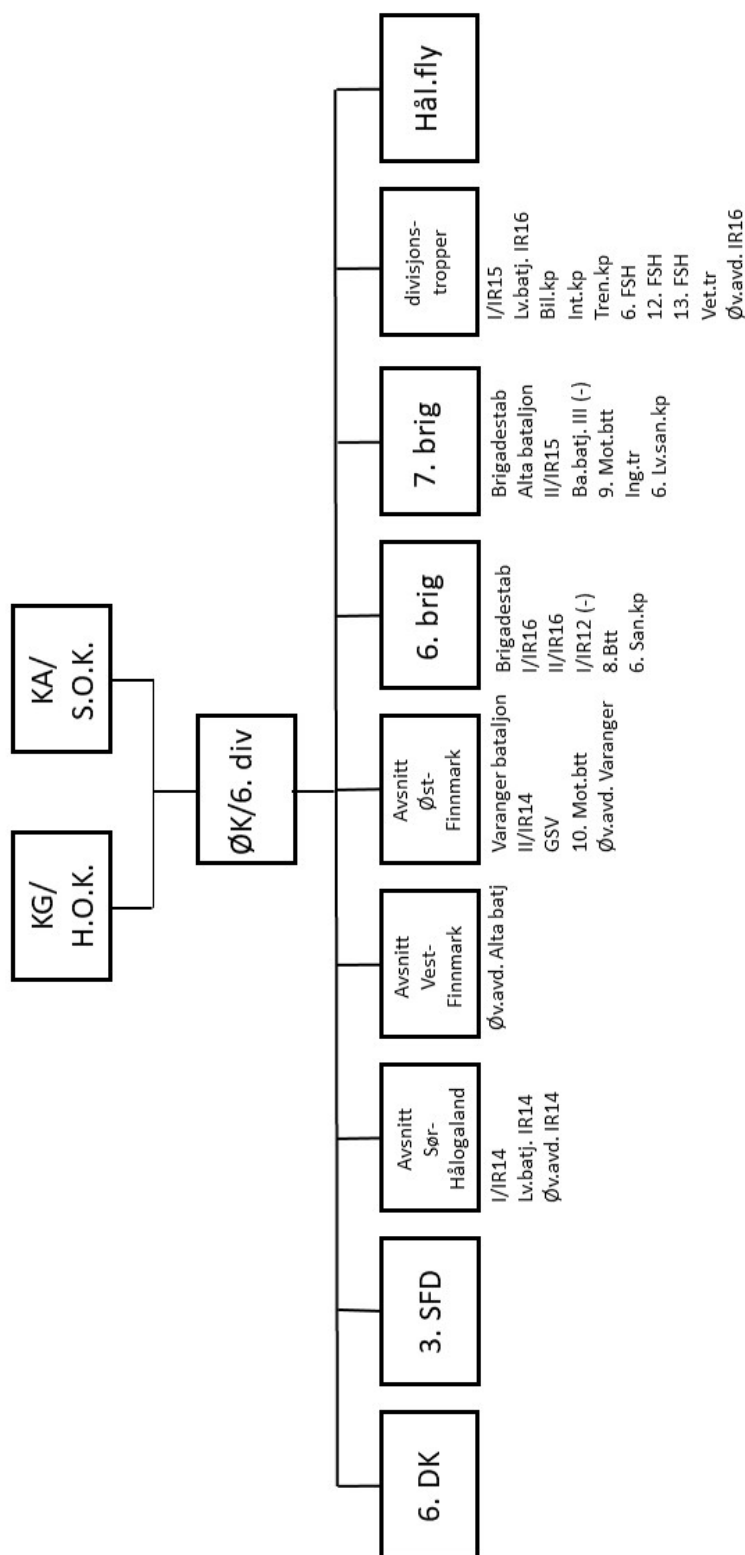 KG/
H.O.K.
KA/
S.O.K.
ØK/6. div
6. DK
3. SFD
Avsnitt
Sør-
Hålogaland
I/IR14
Lv.batj. IR14
Øv.avd. IR14
Avsnitt
Vest-
Finnmark
Øv.avd. Alta batj
Avsnitt
Øst-
Finnmark
Varanger bataljon
II/IR14
GSV
10. Mot.btt
Øv.avd. Varanger
6. brig
Brigadestab
I/IR16
II/IR16
I/IR12 (-)
8.Btt
6. San.kp
7. brig
Brigadestab
Alta bataljon
II/IR15
Ba.batj. III (-)
9. Mot.btt
Ing.tr
6. Lv.san.kp
divisjons-
tropper
I/IR15
Lv.batj. IR16
Bil.kp
Int.kp
Tren.kp
6. FSH
12. FSH
13. FSH
Vet.tr
Øv.avd. IR16
Hål.fly